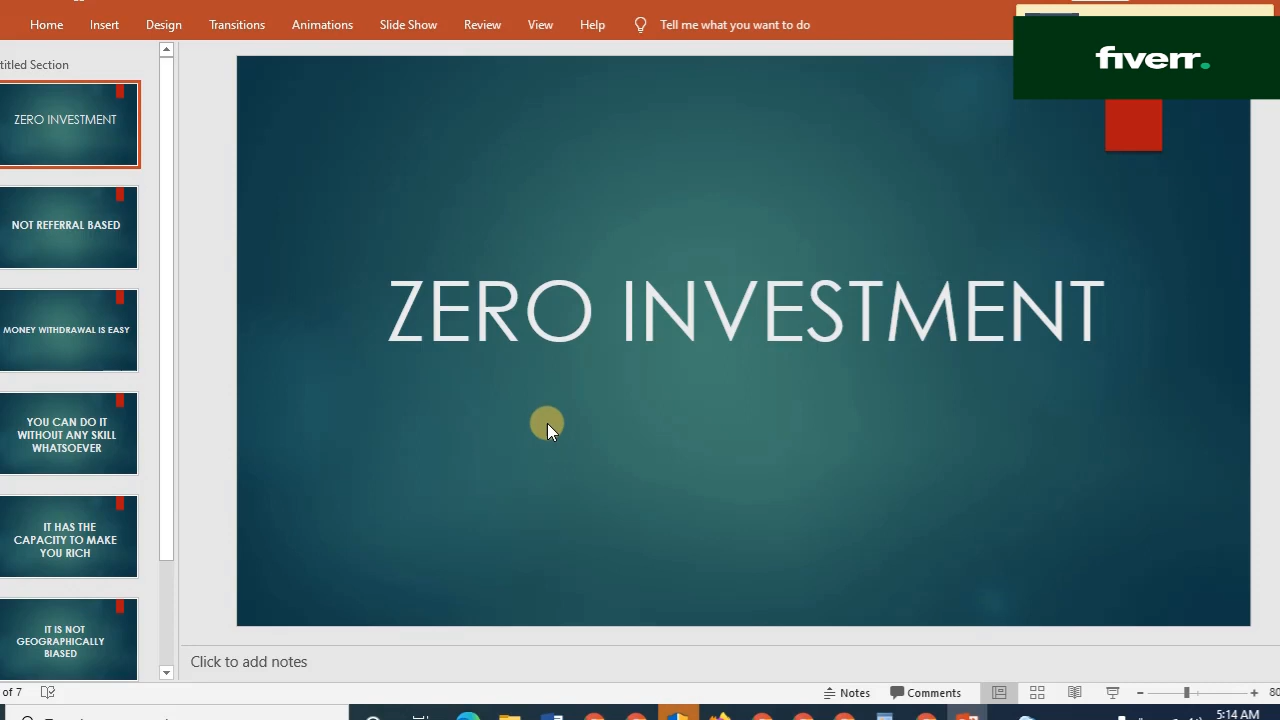 Home Insert Design Transitions Animations Slide Show Review View Help Tell me what you want to do
fiverr.
titled Section
ZERO INVESTMENT
NOT REFERRAL BASED
MONEY WITHDRAWAL IS EASY
YOU CAN DO IT
WITHOUT ANY SKILL
WHATSOEVER
IT HAS THE
CAPACITY TO MAKE
YOU RICH
IT IS NOT
GEOGRAPHICALLY
BIASED
ZERO INVESTMENT
Click to add notes
of 7 Notes Comments 80
5:14 AM